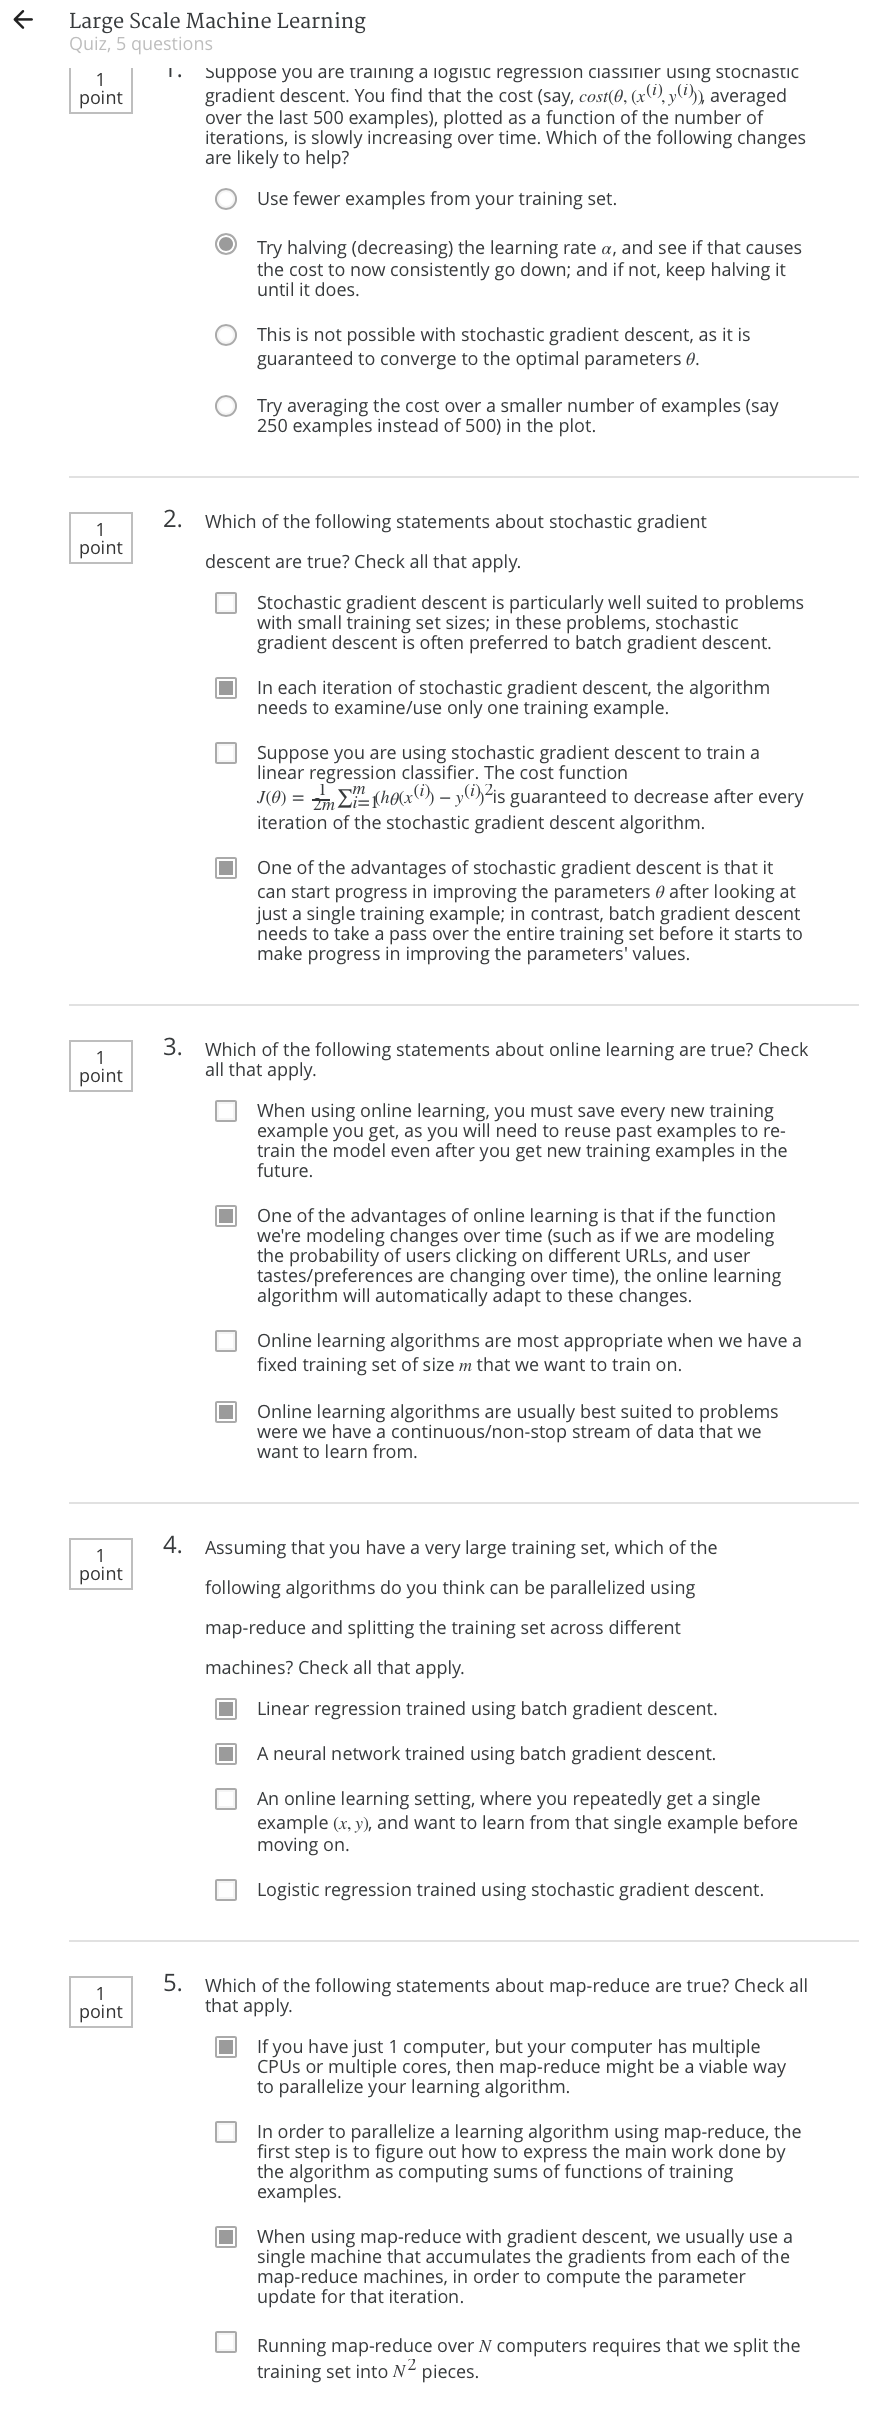 Large Scale Machine Learning
Quiz, 5 questions
1
point
1. Suppose you are training a logistic regression classifier using stochastic
gradient descent. You find that the cost (say, cost(θ, (x^(i), y^(i))), averaged
over the last 500 examples), plotted as a function of the number of
iterations, is slowly increasing over time. Which of the following changes
are likely to help?
Use fewer examples from your training set.
Try halving (decreasing) the learning rate α, and see if that causes
the cost to now consistently go down; and if not, keep halving it
until it does.
This is not possible with stochastic gradient descent, as it is
guaranteed to converge to the optimal parameters θ.
Try averaging the cost over a smaller number of examples (say
250 examples instead of 500) in the plot.
1
point
2. Which of the following statements about stochastic gradient
descent are true? Check all that apply.
Stochastic gradient descent is particularly well suited to problems
with small training set sizes; in these problems, stochastic
gradient descent is often preferred to batch gradient descent.
In each iteration of stochastic gradient descent, the algorithm
needs to examine/use only one training example.
Suppose you are using stochastic gradient descent to train a
linear regression classifier. The cost function
J(θ) = 1/2m ∑_{i=1}^{m} (hθ(x^(i)) − y^(i))^2 is guaranteed to decrease after every
iteration of the stochastic gradient descent algorithm.
One of the advantages of stochastic gradient descent is that it
can start progress in improving the parameters θ after looking at
just a single training example; in contrast, batch gradient descent
needs to take a pass over the entire training set before it starts to
make progress in improving the parameters' values.
1
point
3. Which of the following statements about online learning are true? Check
all that apply.
When using online learning, you must save every new training
example you get, as you will need to reuse past examples to re-
train the model even after you get new training examples in the
future.
One of the advantages of online learning is that if the function
we're modeling changes over time (such as if we are modeling
the probability of users clicking on different URLs, and user
tastes/preferences are changing over time), the online learning
algorithm will automatically adapt to these changes.
Online learning algorithms are most appropriate when we have a
fixed training set of size m that we want to train on.
Online learning algorithms are usually best suited to problems
were we have a continuous/non-stop stream of data that we
want to learn from.
1
point
4. Assuming that you have a very large training set, which of the
following algorithms do you think can be parallelized using
map-reduce and splitting the training set across different
machines? Check all that apply.
Linear regression trained using batch gradient descent.
A neural network trained using batch gradient descent.
An online learning setting, where you repeatedly get a single
example (x, y), and want to learn from that single example before
moving on.
Logistic regression trained using stochastic gradient descent.
1
point
5. Which of the following statements about map-reduce are true? Check all
that apply.
If you have just 1 computer, but your computer has multiple
CPUs or multiple cores, then map-reduce might be a viable way
to parallelize your learning algorithm.
In order to parallelize a learning algorithm using map-reduce, the
first step is to figure out how to express the main work done by
the algorithm as computing sums of functions of training
examples.
When using map-reduce with gradient descent, we usually use a
single machine that accumulates the gradients from each of the
map-reduce machines, in order to compute the parameter
update for that iteration.
Running map-reduce over N computers requires that we split the
training set into N^2 pieces.